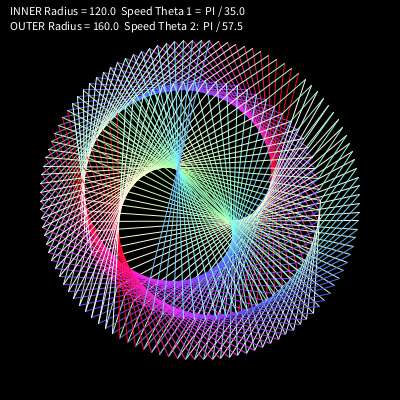 INNER Radius = 120.0 Speed Theta 1 = PI / 35.0
OUTER Radius = 160.0 Speed Theta 2: PI / 57.5